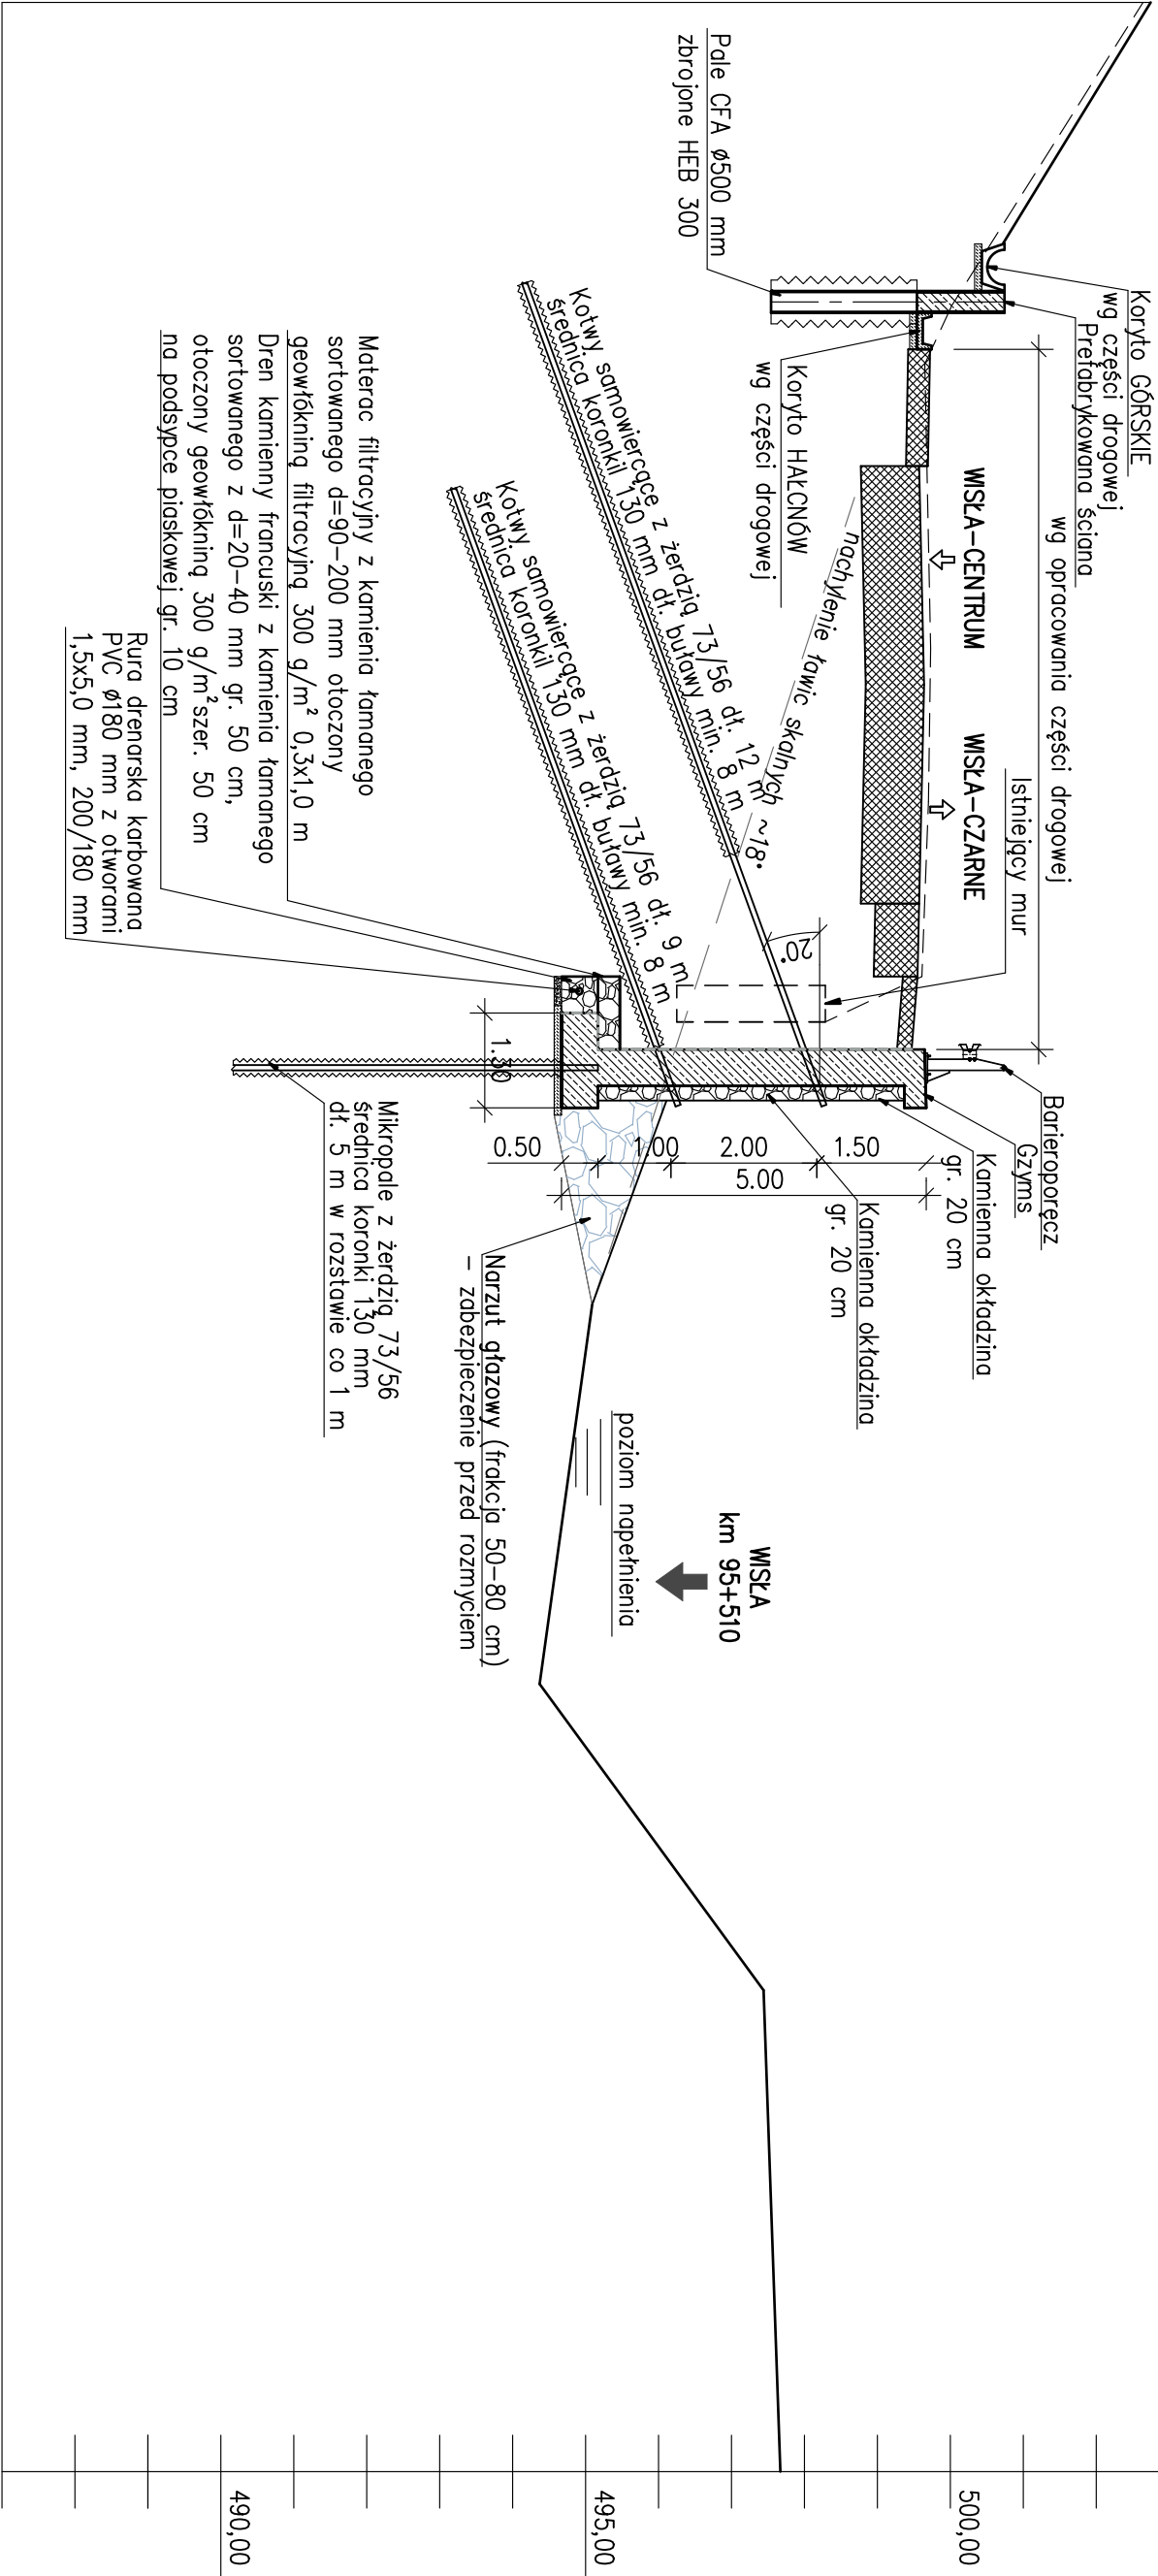 Koryto GÓRSKIE
wg części drogowej
Prefabrykowana ściana
wg opracowania części drogowej
Barieroporęcz
Gzyms
Kamienna okładzina
gr. 20 cm
WISŁA-CENTRUM
WISŁA-CZARNE
Istniejący mur
Kamienna okładzina
gr. 20 cm
Pale CFA ø500 mm
zbrojone HEB 300
Koryto HAŁCNÓW
wg części drogowej
nachylenie ławic skalnych ~18°
20°
Kotwy samowiercące z żerdzią 73/56 dł. 12 m
średnica koronkiI 130 mm dł. buławy min. 8 m
Kotwy samowiercące z żerdzią 73/56 dł. 9 m
średnica koronkiI 130 mm dł. buławy min. 8 m
1.50
5.00
2.00
1.00
0.50
1.30
WISŁA
km 95+510
poziom napełnienia
Narzut głazowy (frakcja 50-80 cm)
- zabezpieczenie przed rozmyciem
Mikropale z żerdzią 73/56
średnica koronki 130 mm
dł. 5 m w rozstawie co 1 m
Materac filtracyjny z kamienia łamanego
sortowanego d=90-200 mm otoczony
geowłókniną filtracyjną 300 g/m² 0,3x1,0 m
Dren kamienny francuski z kamienia łamanego
sortowanego z d=20-40 mm gr. 50 cm,
otoczony geowłókniną 300 g/m² szer. 50 cm
na podsypce piaskowej gr. 10 cm
Rura drenarska karbowana
PVC ø180 mm z otworami
1,5x5,0 mm, 200/180 mm
500,00
495,00
490,00